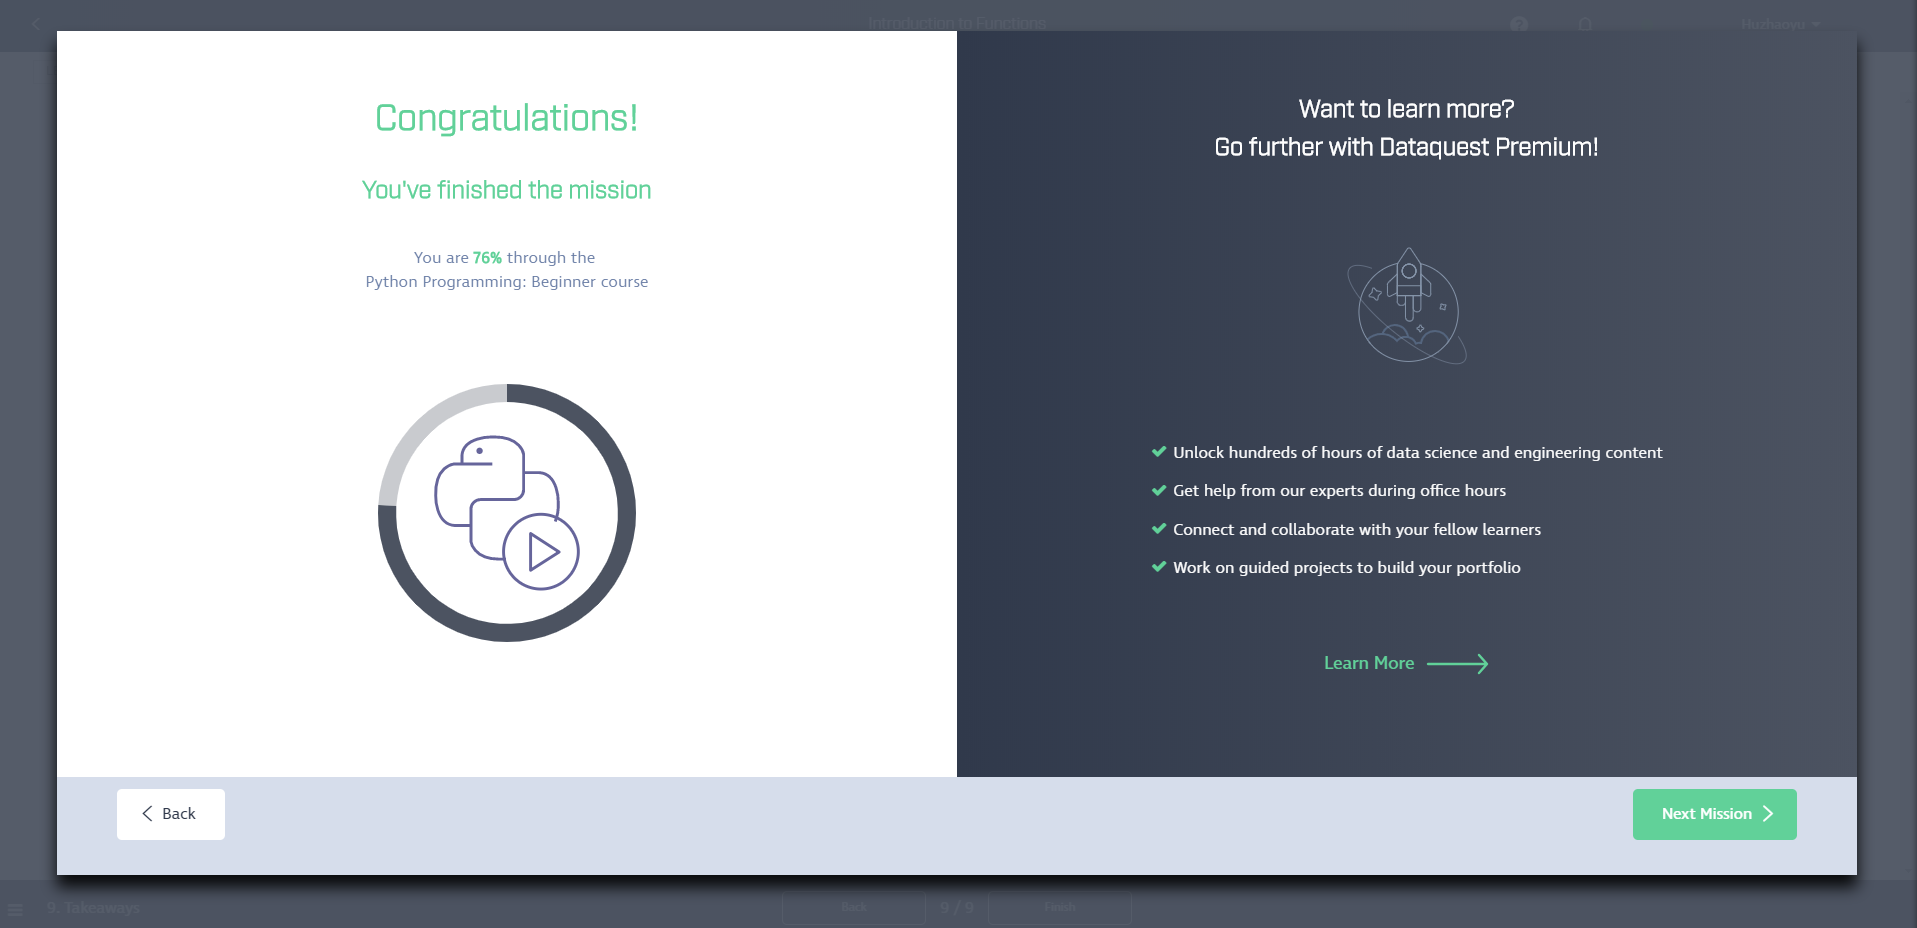 Introduction to Functions
Huzhaoyu
Congratulations!
You've finished the mission
You are 76% through the
Python Programming: Beginner course
Want to learn more?
Go further with Dataquest Premium!
Unlock hundreds of hours of data science and engineering content
Get help from our experts during office hours
Connect and collaborate with your fellow learners
Work on guided projects to build your portfolio
Learn More
Back
Next Mission
9. Takeaways
Back
9 / 9
Finish